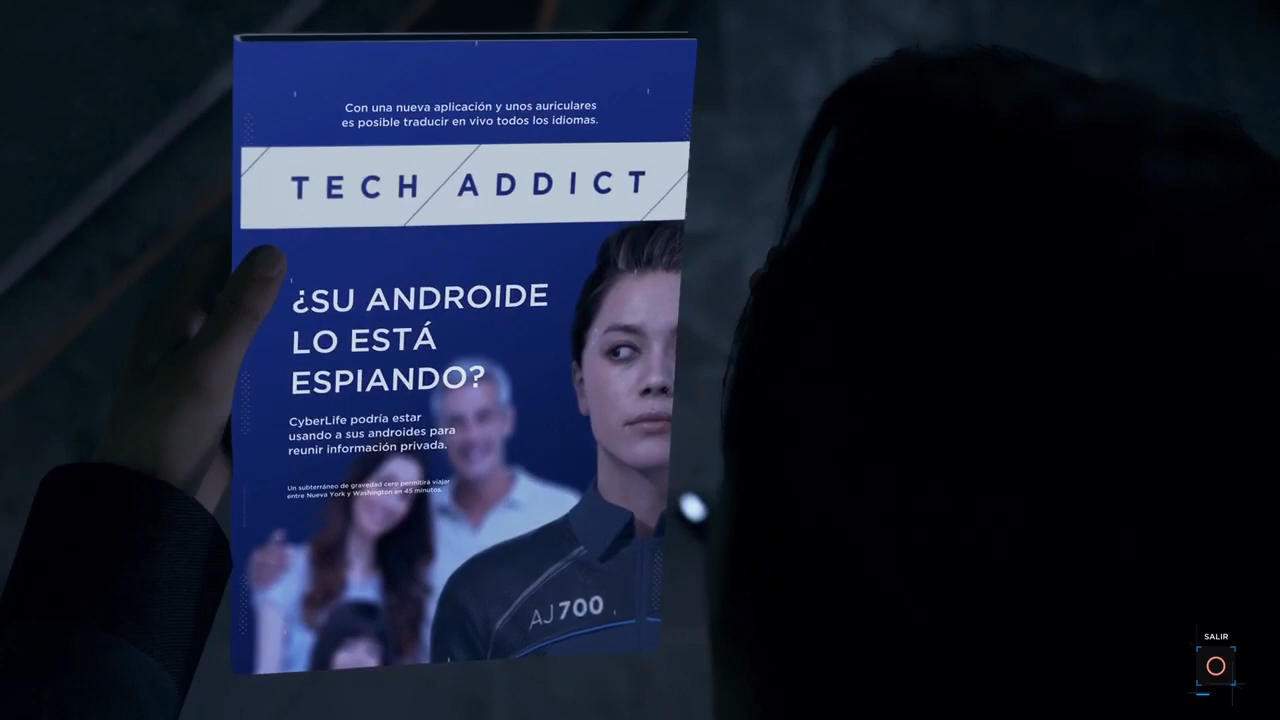 Con una nueva aplicación y unos auriculares
es posible traducir en vivo todos los idiomas.
TECH ADDICT
¿SU ANDROIDE
LO ESTÁ
ESPIANDO?
CyberLife podría estar
usando a sus androides para
reunir información privada.
Un subterráneo de gravedad cero permitirá viajar
entre Nueva York y Washington en 45 minutos.
AJ700
SALIR